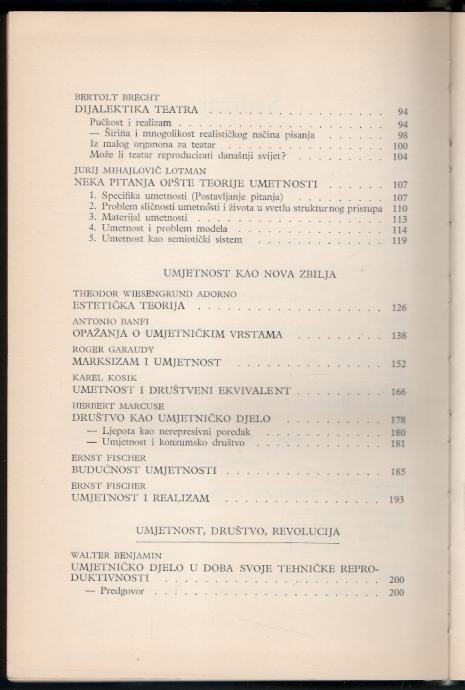 BERTOLT BRECHT
DIJALEKTIKA TEATRA . . . . . . . . . . . . . . . 94
Pučkost i realizam . . . . . . . . . . . . . . . 94
— Širina i mnogolikost realističkog načina pisanja . . . . . . 98
Iz malog organona za teatar . . . . . . . . . . . . 100
Može li teatar reproducirati današnji svijet? . . . . . . . . 104
JURIJ MIHAJLOVIČ LOTMAN
NEKA PITANJA OPŠTE TEORIJE UMETNOSTI . . . . . . 107
1. Specifika umetnosti (Postavljanje pitanja) . . . . . . . . 107
2. Problem sličnosti umetnosti i života u svetlu strukturnog pristupa 110
3. Materijal umetnosti . . . . . . . . . . . . . . 113
4. Umetnost i problem modela . . . . . . . . . . . . 114
5. Umetnost kao semiotički sistem . . . . . . . . . . . 119
UMJETNOST KAO NOVA ZBILJA
THEODOR WIESENGRUND ADORNO
ESTETIČKA TEORIJA . . . . . . . . . . . . . . . 126
ANTONIO BANFI
OPAŽANJA O UMJETNIČKIM VRSTAMA . . . . . . . . 138
ROGER GARAUDY
MARKSIZAM I UMJETNOST . . . . . . . . . . . . . 152
KAREL KOSIK
UMETNOST I DRUŠTVENI EKVIVALENT . . . . . . . . 166
HERBERT MARCUSE
DRUŠTVO KAO UMJETNIČKO DJELO . . . . . . . . . 178
— Ljepota kao nerepresivni poredak . . . . . . . . . 180
— Umjetnost i konzumsko društvo . . . . . . . . . . 181
ERNST FISCHER
BUDUĆNOST UMJETNOSTI . . . . . . . . . . . . . 185
ERNST FISCHER
UMJETNOST I REALIZAM . . . . . . . . . . . . . 193
UMJETNOST, DRUŠTVO, REVOLUCIJA
WALTER BENJAMIN
UMJETNIČKO DJELO U DOBA SVOJE TEHNIČKE REPRO-
DUKTIVNOSTI . . . . . . . . . . . . . . . . . 200
— Predgovor . . . . . . . . . . . . . . . . . 200